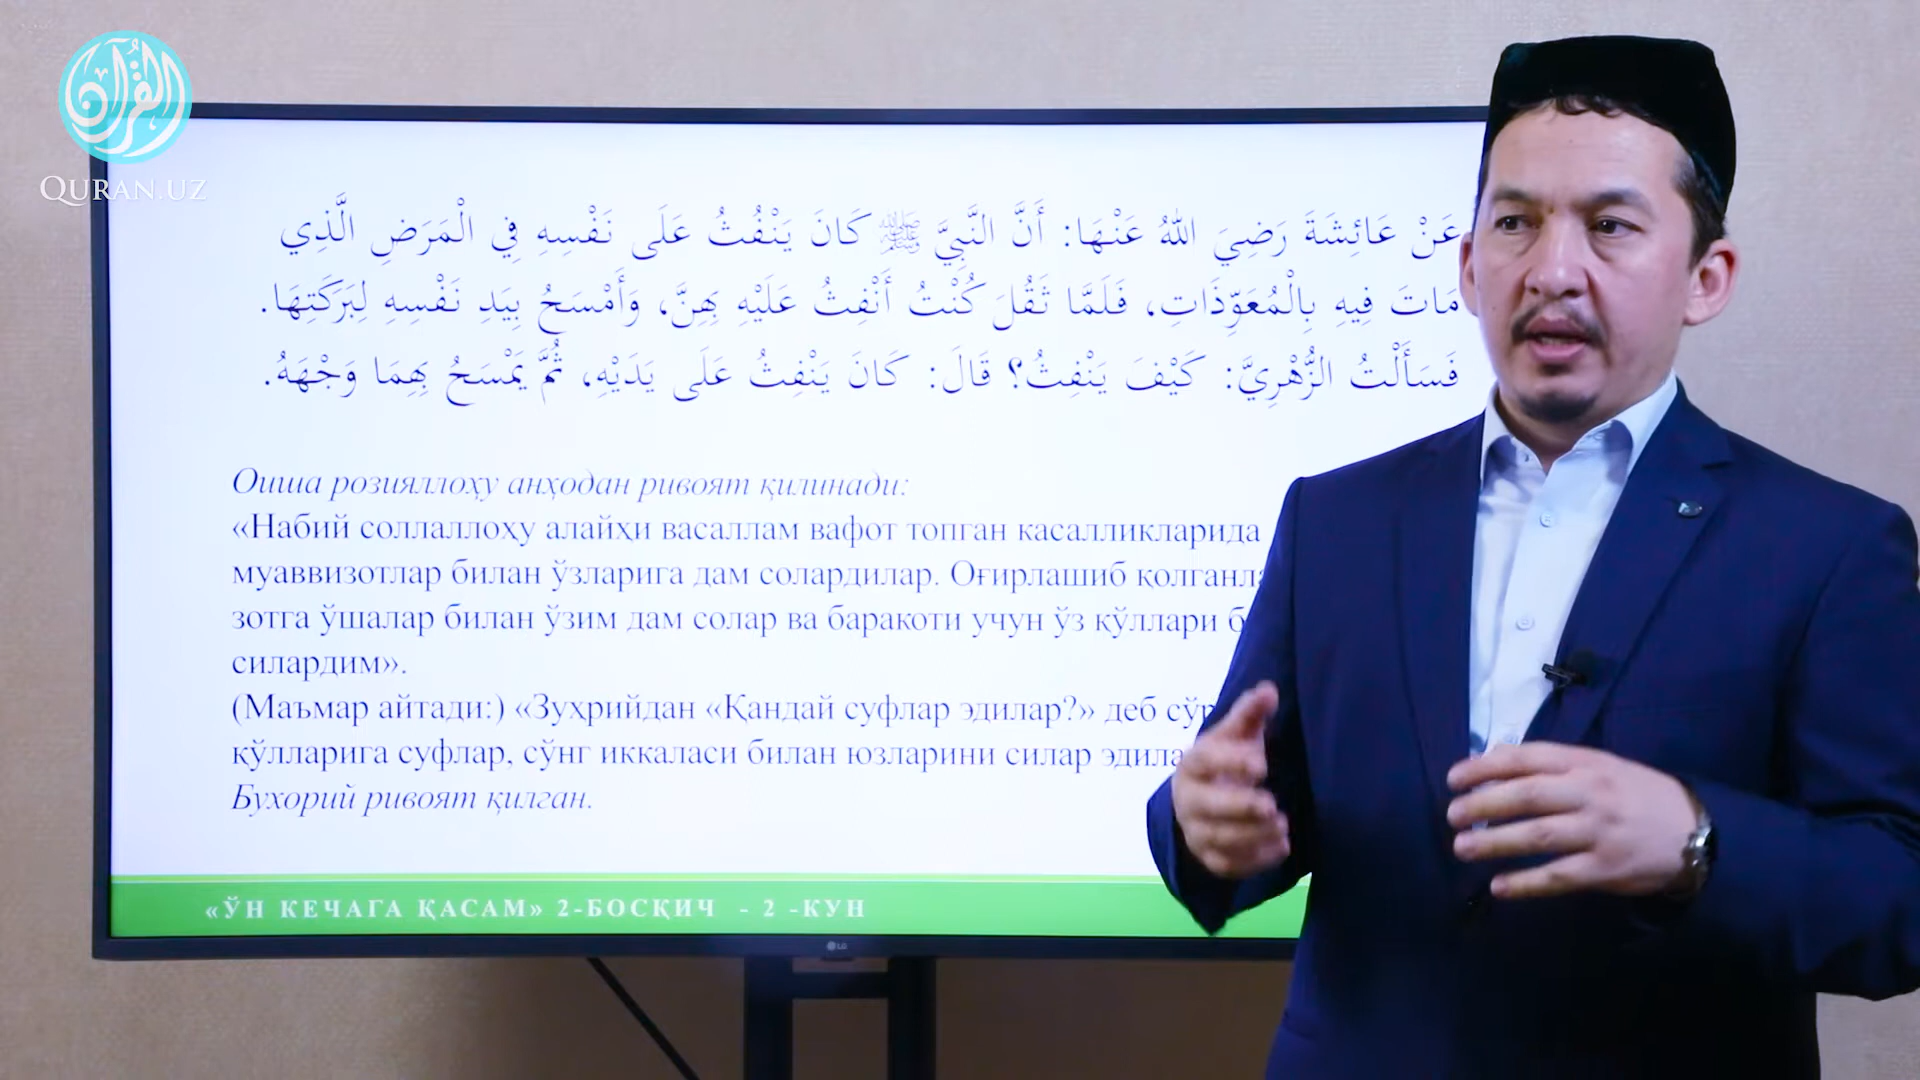 القرآن
QURAN.UZ
عَنْ عَائِشَةَ رَضِيَ اللهُ عَنْهَا: أَنَّ النَّبِيَّ ﷺ كَانَ يَنْفُثُ عَلَى نَفْسِهِ فِي الْمَرَضِ الَّذِي
مَاتَ فِيهِ بِالْمُعَوِّذَاتِ، فَلَمَّا ثَقُلَ كُنْتُ أَنْفِثُ عَلَيْهِ بِهِنَّ، وَأَمْسَحُ بِيَدِ نَفْسِهِ لِبَرَكَتِهَا.
فَسَأَلْتُ الزُّهْرِيَّ: كَيْفَ يَنْفِثُ؟ قَالَ: كَانَ يَنْفِثُ عَلَى يَدَيْهِ، ثُمَّ يَمْسَحُ بِهِمَا وَجْهَهُ.
Оиша розияллоҳу анҳодан ривоят қилинади:
«Набий соллаллоҳу алайҳи васаллам вафот топган касалликларида
муаввизотлар билан ўзларига дам солардилар. Оғирлашиб
зотга ўшалар билан ўзим дам солар ва баракоти учун ўз қўллари
силардим».
(Маъмар айтади:) «Зуҳрийдан «Қандай суфлар эдилар?» деб
қўлларига суфлар, сўнг иккаласи билан юзларини силар
Бухорий ривоят қилган.
«ЎН КЕЧАГА ҚАСАМ» 2-БОСҚИЧ - 2 -КУН
LG